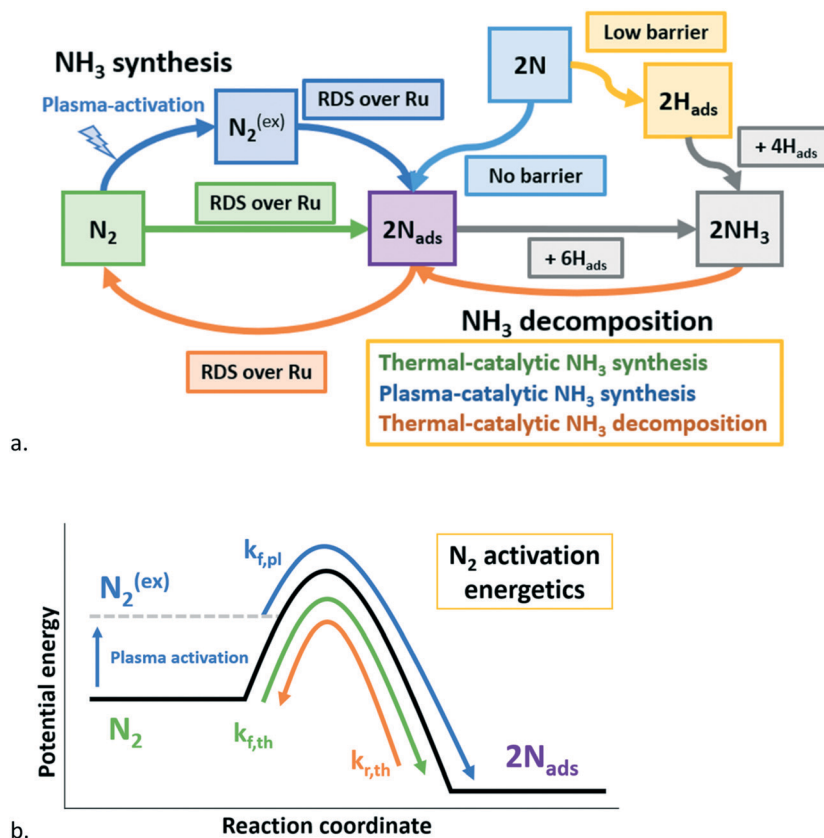 Low barrier
NH₃ synthesis
2N
Plasma-activation
RDS over Ru
2Hads
N₂(ex)
+ 4Hads
No barrier
RDS over Ru
N₂
2Nads
2NH₃
+ 6Hads
NH₃ decomposition
RDS over Ru
Thermal-catalytic NH₃ synthesis
Plasma-catalytic NH₃ synthesis
Thermal-catalytic NH₃ decomposition
a.
kf,pl
N₂ activation
energetics
N₂(ex)
Plasma activation
Potential energy
N₂
kf,th
kr,th
2Nads
Reaction coordinate
b.